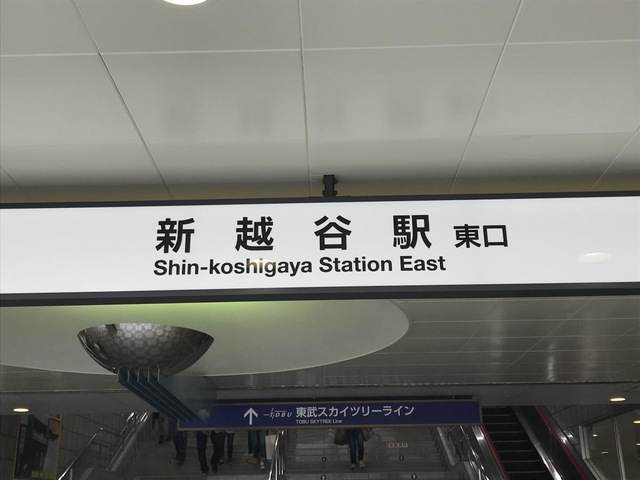 新越谷駅 東口
Shin-koshigaya Station East
↑ TOBU 東武スカイツリーライン
TOBU SKYTREE Line